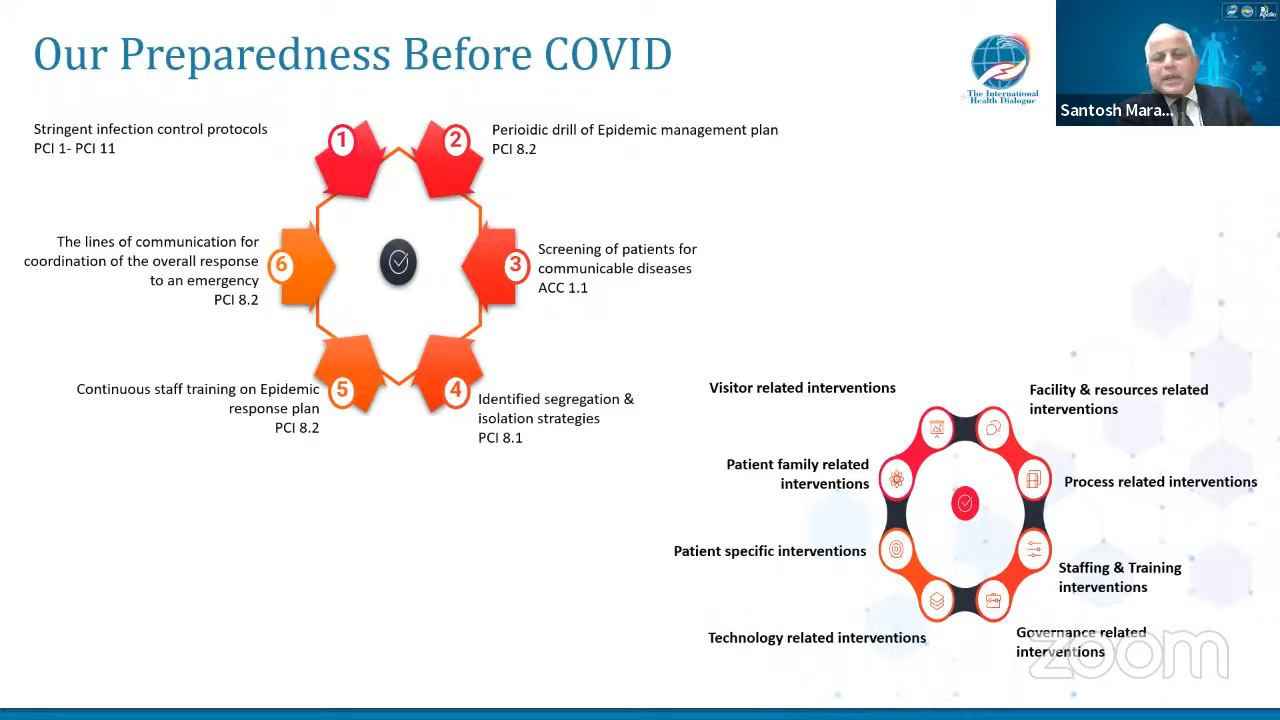 Our Preparedness Before COVID
The International
Health Dialogue
Apollo
Santosh Mara...
Stringent infection control protocols
PCI 1- PCI 11
1
2
Perioidic drill of Epidemic management plan
PCI 8.2
The lines of communication for
coordination of the overall response
to an emergency
PCI 8.2
6
3
Screening of patients for
communicable diseases
ACC 1.1
Continuous staff training on Epidemic
response plan
PCI 8.2
5
4
Identified segregation &
isolation strategies
PCI 8.1
Visitor related interventions
Facility & resources related
interventions
Patient family related
interventions
Process related interventions
Patient specific interventions
Staffing & Training
interventions
Technology related interventions
Governance related
interventions
zoom